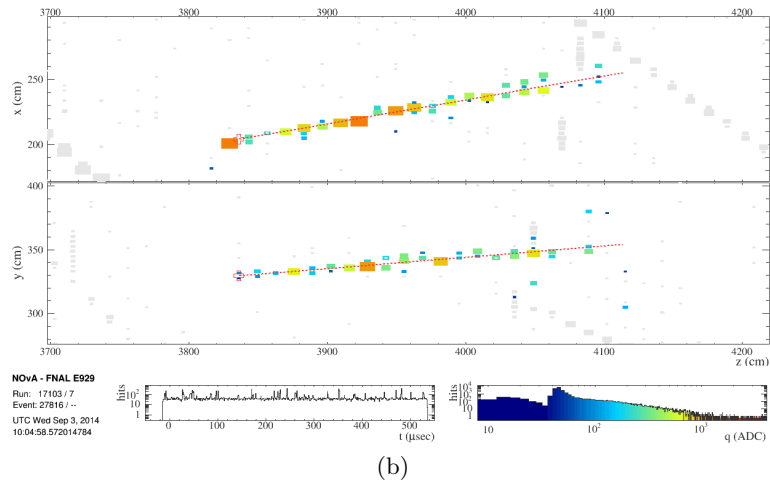 3700 3800 3900 4000 4100 4200
250
200
x (cm)
400
350
300
y (cm)
3700 3800 3900 4000 4100 4200
z (cm)
NOvA - FNAL E929
Run: 17103 / 7
Event: 27816 / --
UTC Wed Sep 3, 2014
10:04:58.572014784
hits
10²
10
1
0 100 200 300 400 500
t (μsec)
hits
10⁴
10³
10²
10
1
10 10² 10³
q (ADC)
(b)